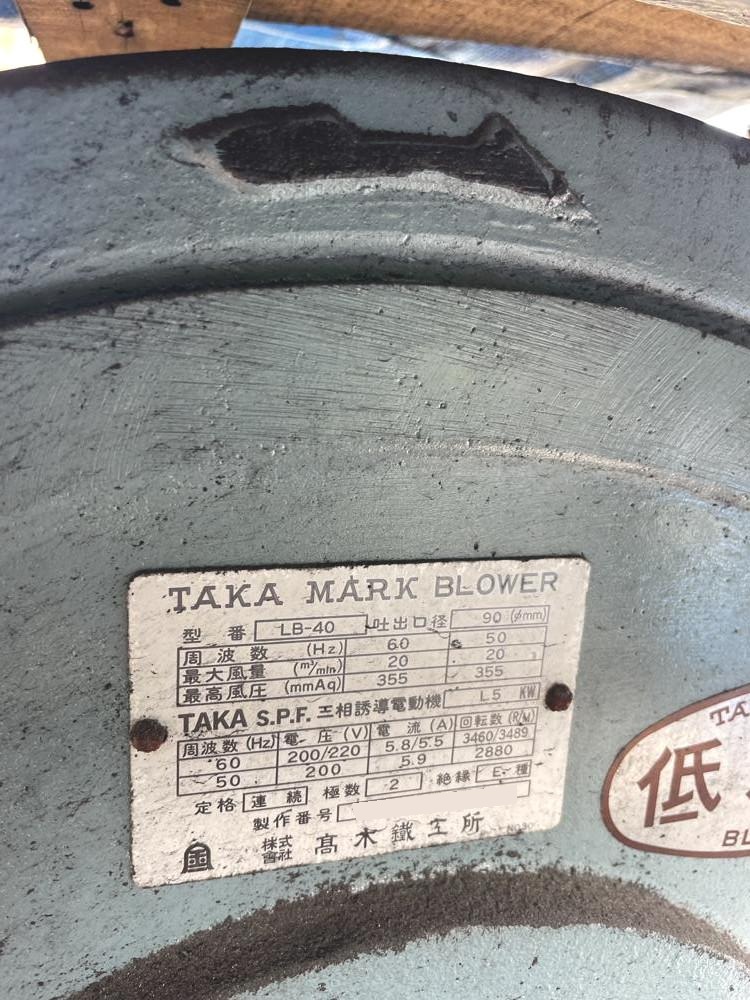 TAKA MARK BLOWER
型番 LB-40 吐出口径 90 (ømm)
周波数 (Hz) 60 50
最大風量 (m³/min) 20 20
最高風圧 (mmAq) 355 355
TAKA S.P.F. 三相誘導電動機 1.5 KW
周波数 (Hz) 電圧 (V) 電流 (A) 回転数 (R/M)
60 200/220 5.8/5.5 3460/3489
50 200 5.9 2880
定格 連続 極数 2 絶縁 E 種
製作番号
株式会社 髙木鐵工所 NO30
TA
低
BL